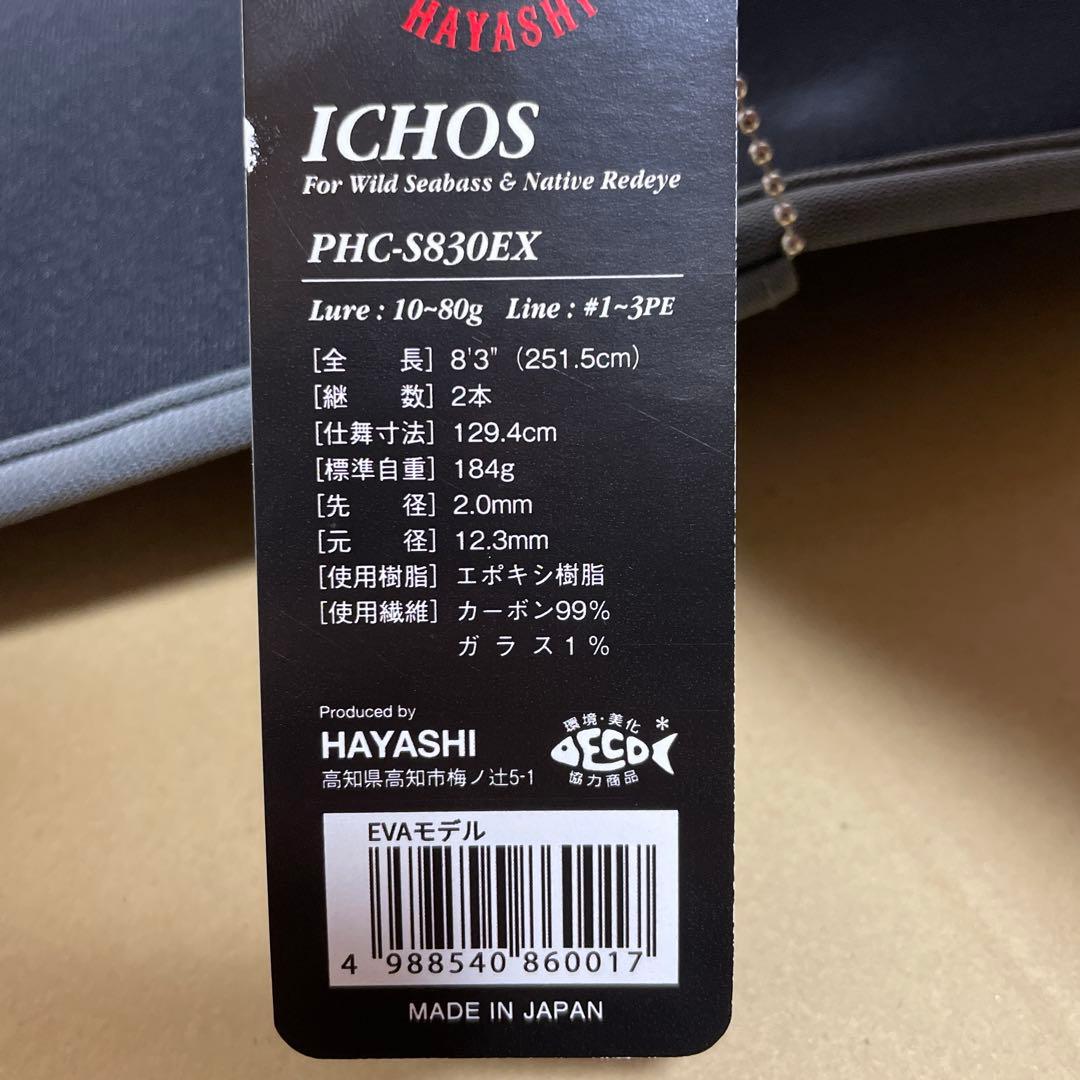 HAYASHI
ICHOS
For Wild Seabass & Native Redeye
PHC-S830EX
Lure : 10~80g Line : #1~3PE
[全 長] 8'3" (251.5cm)
[継 数] 2本
[仕舞寸法] 129.4cm
[標準自重] 184g
[先 径] 2.0mm
[元 径] 12.3mm
[使用樹脂] エポキシ樹脂
[使用繊維] カーボン99%
ガラス1%
Produced by
HAYASHI
高知県高知市梅ノ辻5-1
環境・美化*
ECO
協力商品
EVAモデル
4 988540 860017
MADE IN JAPAN